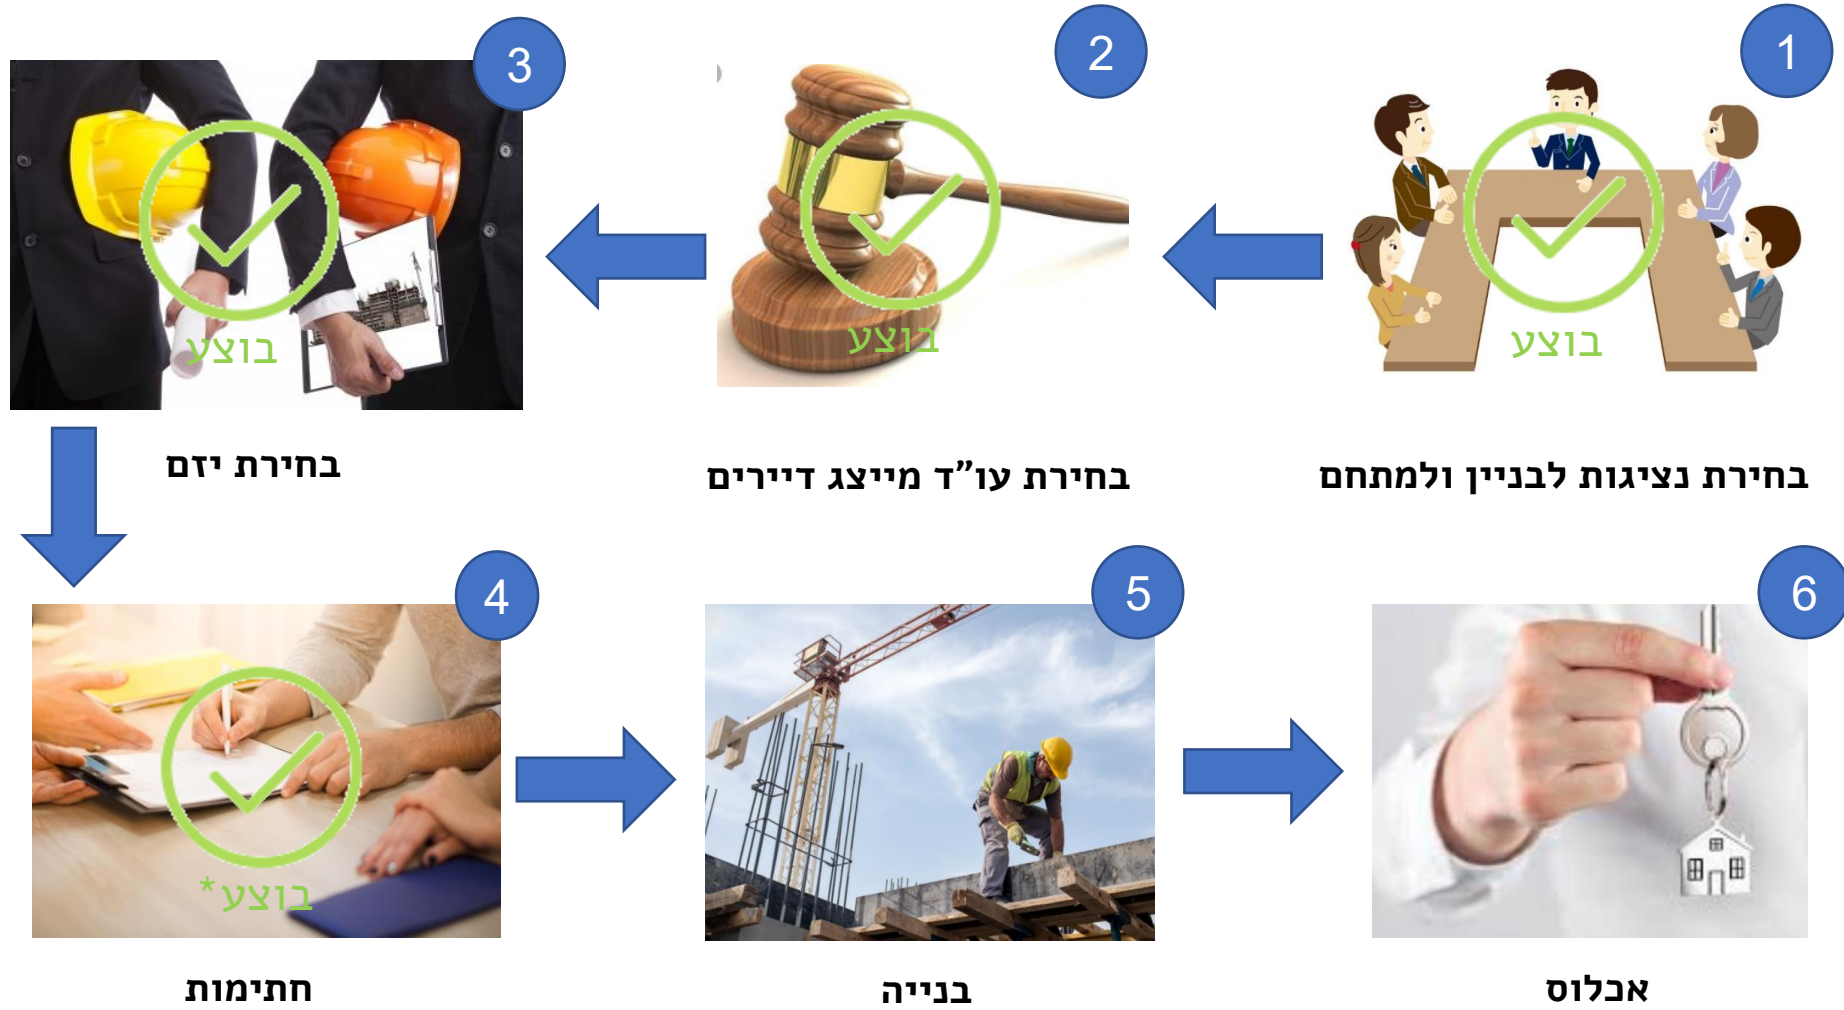 1
בוצע
בחירת נציגות לבניין ולמתחם
2
בוצע
בחירת עו"ד מייצג דיירים
3
בוצע
בחירת יזם
4
בוצע*
חתימות
5
בנייה
6
אכלוס